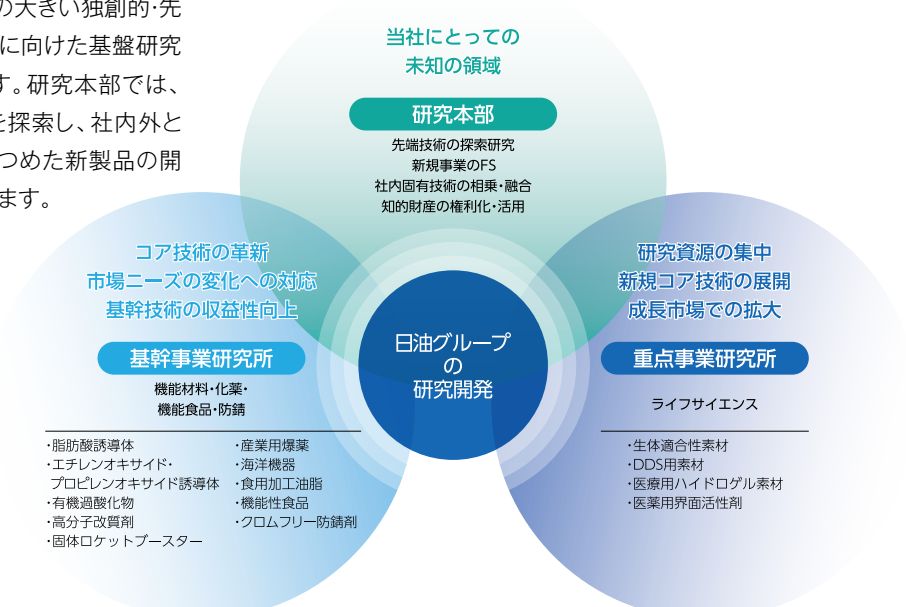 の大きい独創的・先
に向けた基盤研究
す。研究本部では、
を探索し、社内外と
つめた新製品の開
ます。
当社にとっての
未知の領域
研究本部
先端技術の探索研究
新規事業のFS
社内固有技術の相乗・融合
知的財産の権利化・活用
コア技術の革新
市場ニーズの変化への対応
基幹技術の収益性向上
基幹事業研究所
機能材料・化薬・
機能食品・防錆
・脂肪酸誘導体
・エチレンオキサイド・
プロピレンオキサイド誘導体
・有機過酸化物
・高分子改質剤
・固体ロケットブースター
・産業用爆薬
・海洋機器
・食用加工油脂
・機能性食品
・クロムフリー防錆剤
日油グループ
の
研究開発
研究資源の集中
新規コア技術の展開
成長市場での拡大
重点事業研究所
ライフサイエンス
・生体適合性素材
・DDS用素材
・医療用ハイドロゲル素材
・医薬用界面活性剤